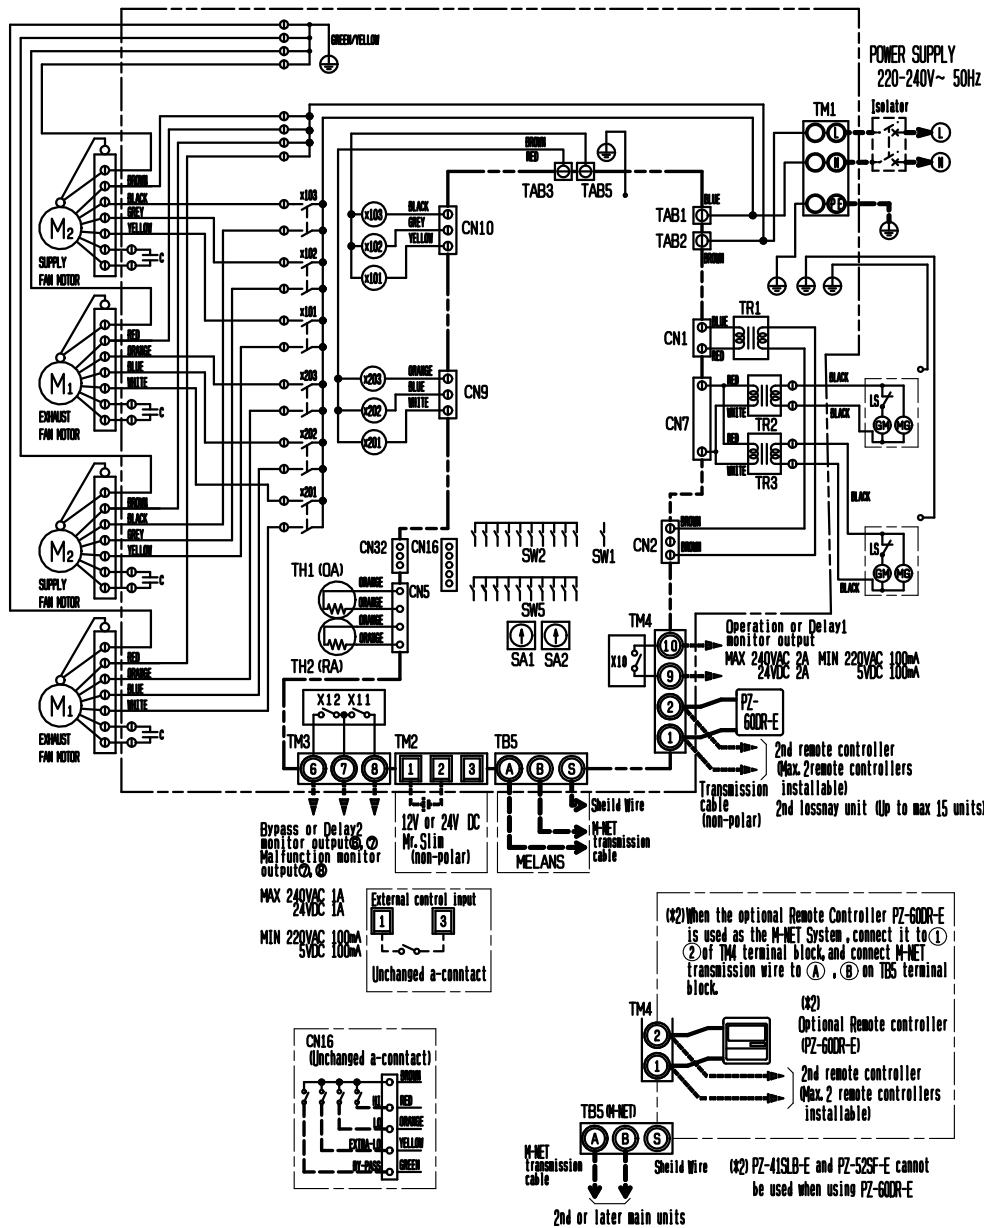 GREEN/YELLOW
POWER SUPPLY
220-240V~ 50Hz
TM1
Isolator
L
L
N
N
PE
BROWN
RED
TAB3
TAB5
BLUE
TAB1
TAB2
BROWN
BROWN
BLACK
GREY
YELLOW
M2
SUPPLY
FAN MOTOR
C
x103
x102
x101
x103
x102
x101
BLACK
GREY
YELLOW
CN10
RED
ORANGE
BLUE
WHITE
M1
EXHAUST
FAN MOTOR
C
x203
x202
x201
x203
x202
x201
ORANGE
BLUE
WHITE
CN9
CN1
BLUE
RED
TR1
CN7
RED
WHITE
TR2
RED
WHITE
TR3
BLACK
BLACK
LS
GM
MG
BLACK
BLACK
LS
GM
MG
BROWN
BLACK
GREY
YELLOW
M2
SUPPLY
FAN MOTOR
C
CN32
CN16
SW2
SW1
CN2
BROWN
BROWN
TH1 (OA)
ORANGE
ORANGE
ORANGE
ORANGE
CN5
TH2 (RA)
SW5
SA1
SA2
RED
ORANGE
BLUE
WHITE
M1
EXHAUST
FAN MOTOR
C
TM4
X10
10
9
2
1
Operation or Delay1
monitor output
MAX 240VAC 2A MIN 220VAC 100mA
24VDC 2A 5VDC 100mA
PZ-
60DR-E
2nd remote controller
(Max. 2remote controllers
installable)
2nd lossnay unit (Up to max 15 units)
Transmission
cable
(non-polar)
X12 X11
TM3
6
7
8
TM2
1
2
3
TB5
A
B
S
Bypass or Delay2
monitor output⑥,⑦
Malfunction monitor
output⑦,⑧
MAX 240VAC 1A
24VDC 1A
MIN 220VAC 100mA
5VDC 100mA
12V or 24V DC
Mr. Slim
(non-polar)
Sheild Wire
M-NET
transmission
cable
MELANS
External control input
1
3
Unchanged a-conntact
CN16
(Unchanged a-conntact)
BROWN
HI
RED
LO
ORANGE
EXTRA-LO
YELLOW
BY-PASS
GREEN
(※2)When the optional Remote Controller PZ-60DR-E
is used as the M-NET System, connect it to ①
② of TM4 terminal block, and connect M-NET
transmission wire to Ⓐ , Ⓑ on TB5 terminal
block.
TM4
2
1
(※2)
Optional Remote controller
(PZ-60DR-E)
2nd remote controller
(Max. 2 remote controllers
installable)
TB5(M-NET)
A
B
S
M-NET
transmission
cable
Sheild Wire
2nd or later main units
(※2) PZ-41SLB-E and PZ-52SF-E cannot
be used when using PZ-60DR-E